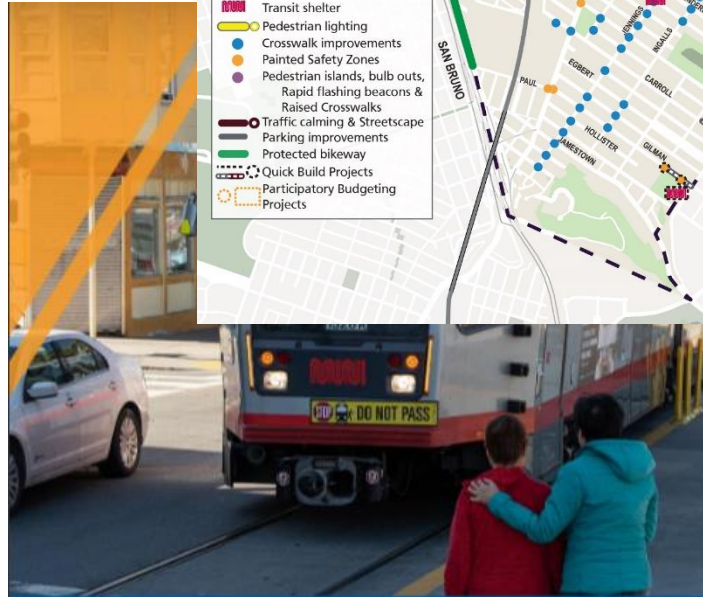 Transit shelter
Pedestrian lighting
Crosswalk improvements
Painted Safety Zones
Pedestrian islands, bulb outs,
Rapid flashing beacons &
Raised Crosswalks
Traffic calming & Streetscape
Parking improvements
Protected bikeway
Quick Build Projects
Participatory Budgeting
Projects
SAN BRUNO
JENNINGS
INGALLS
EGBERT
PAUL
CARROLL
HOLLISTER
JAMESTOWN
GILMAN
MUNI
STOP DO NOT PASS